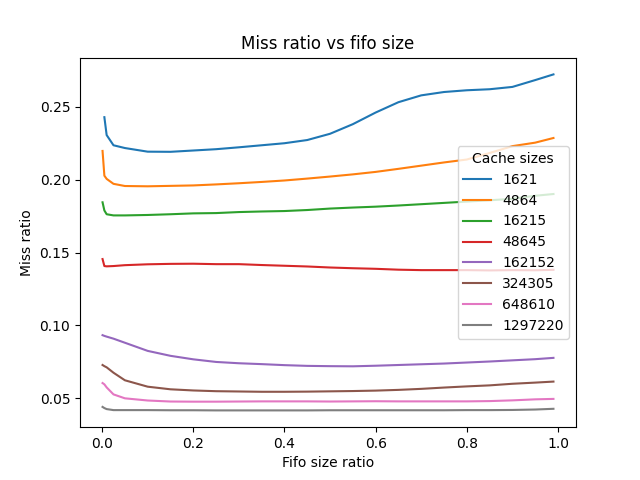 Miss ratio vs fifo size
Miss ratio
0.25
0.20
0.15
0.10
0.05
Cache sizes
1621
4864
16215
48645
162152
324305
648610
1297220
0.0 0.2 0.4 0.6 0.8 1.0
Fifo size ratio